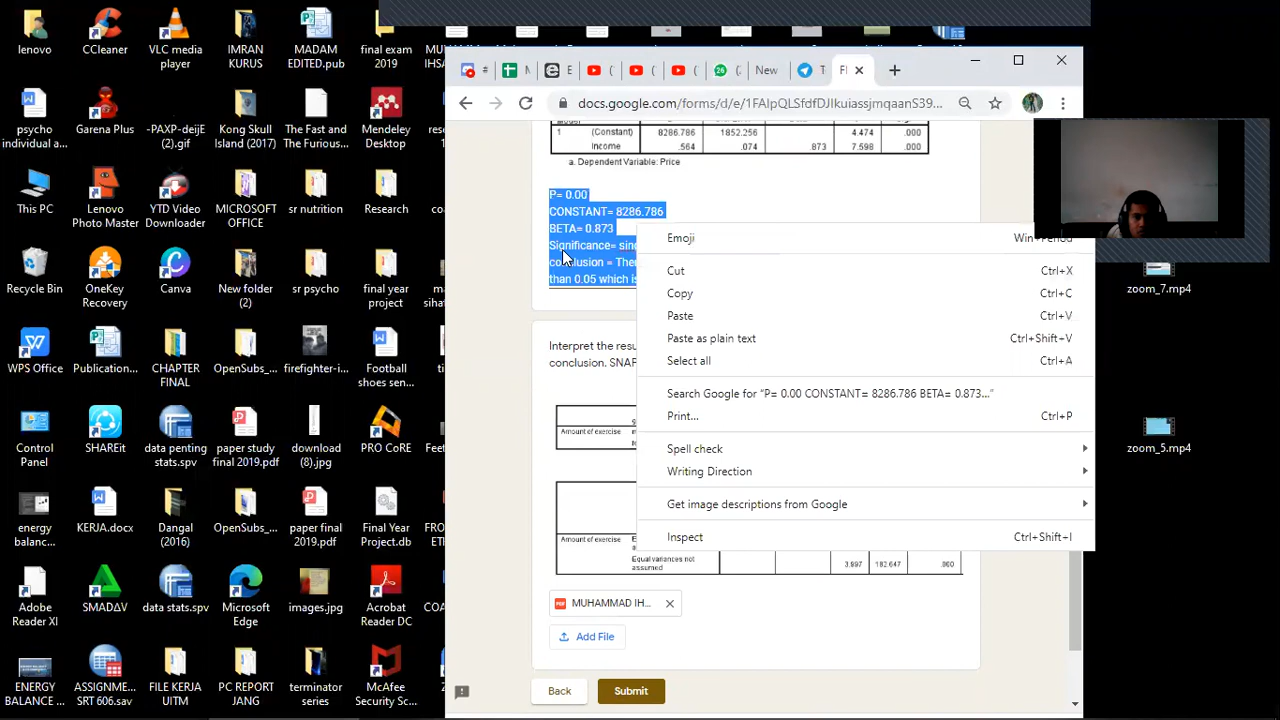 lenovo
CCleaner
VLC media
player
IMRAN
KURUS
MADAM
EDITED.pub
final exam
2019
docs.google.com/forms/d/e/1FAIpQLS
New
psycho
individual a...
Garena Plus
-PAXP-deijE
(2).gif
Kong Skull
Island (2017)
The Fast and
The Furious...
Mendeley
Desktop
This PC
Lenovo
Photo Master
YTD Video
Downloader
MICROSOFT
OFFICE
sr nutrition
Research
Recycle Bin
OneKey
Recovery
Canva
New folder
(2)
sr psycho
final year
project
WPS Office
Publication...
CHAPTER
FINAL
OpenSubs_...
firefighter-i...
Football
shoes sen...
Control
Panel
SHAREit
data penting
stats.spv
paper study
final 2019.pdf
download
(8).jpg
PRO CoRE
energy
balanc...
KERJA.docx
Dangal
(2016)
OpenSubs_...
paper final
2019.pdf
Final Year
Project.db
Adobe
Reader XI
SMADΔV
data stats.spv
Microsoft
Edge
images.jpg
Acrobat
Reader DC
ENERGY
BALANCE ...
ASSIGNME...
SRT 606.sav
FILE KERJA
UITM
PC REPORT
JANG
terminator
series
McAfee
Security Sc...
1 (Constant) 8286.786 1852.256 4.474 .000
Income .564 .074 .873 7.598 .000
a. Dependent Variable: Price
P= 0.00
CONSTANT= 8286.786
BETA= 0.873
Significance=
conclusion =
than 0.05 which
Interpret the
conclusion.
Amount of exercise
Amount of exercise
Equal variances not
assumed
3.997 182.647 .000
MUHAMMAD IH...
Add File
Back
Submit
Emoji
Cut Ctrl+X
Copy Ctrl+C
Paste Ctrl+V
Paste as plain text Ctrl+Shift+V
Select all Ctrl+A
Search Google for “P= 0.00 CONSTANT= 8286.786 BETA= 0.873...”
Print... Ctrl+P
Spell check
Writing Direction
Get image descriptions from Google
Inspect Ctrl+Shift+I
zoom_7.mp4
zoom_5.mp4